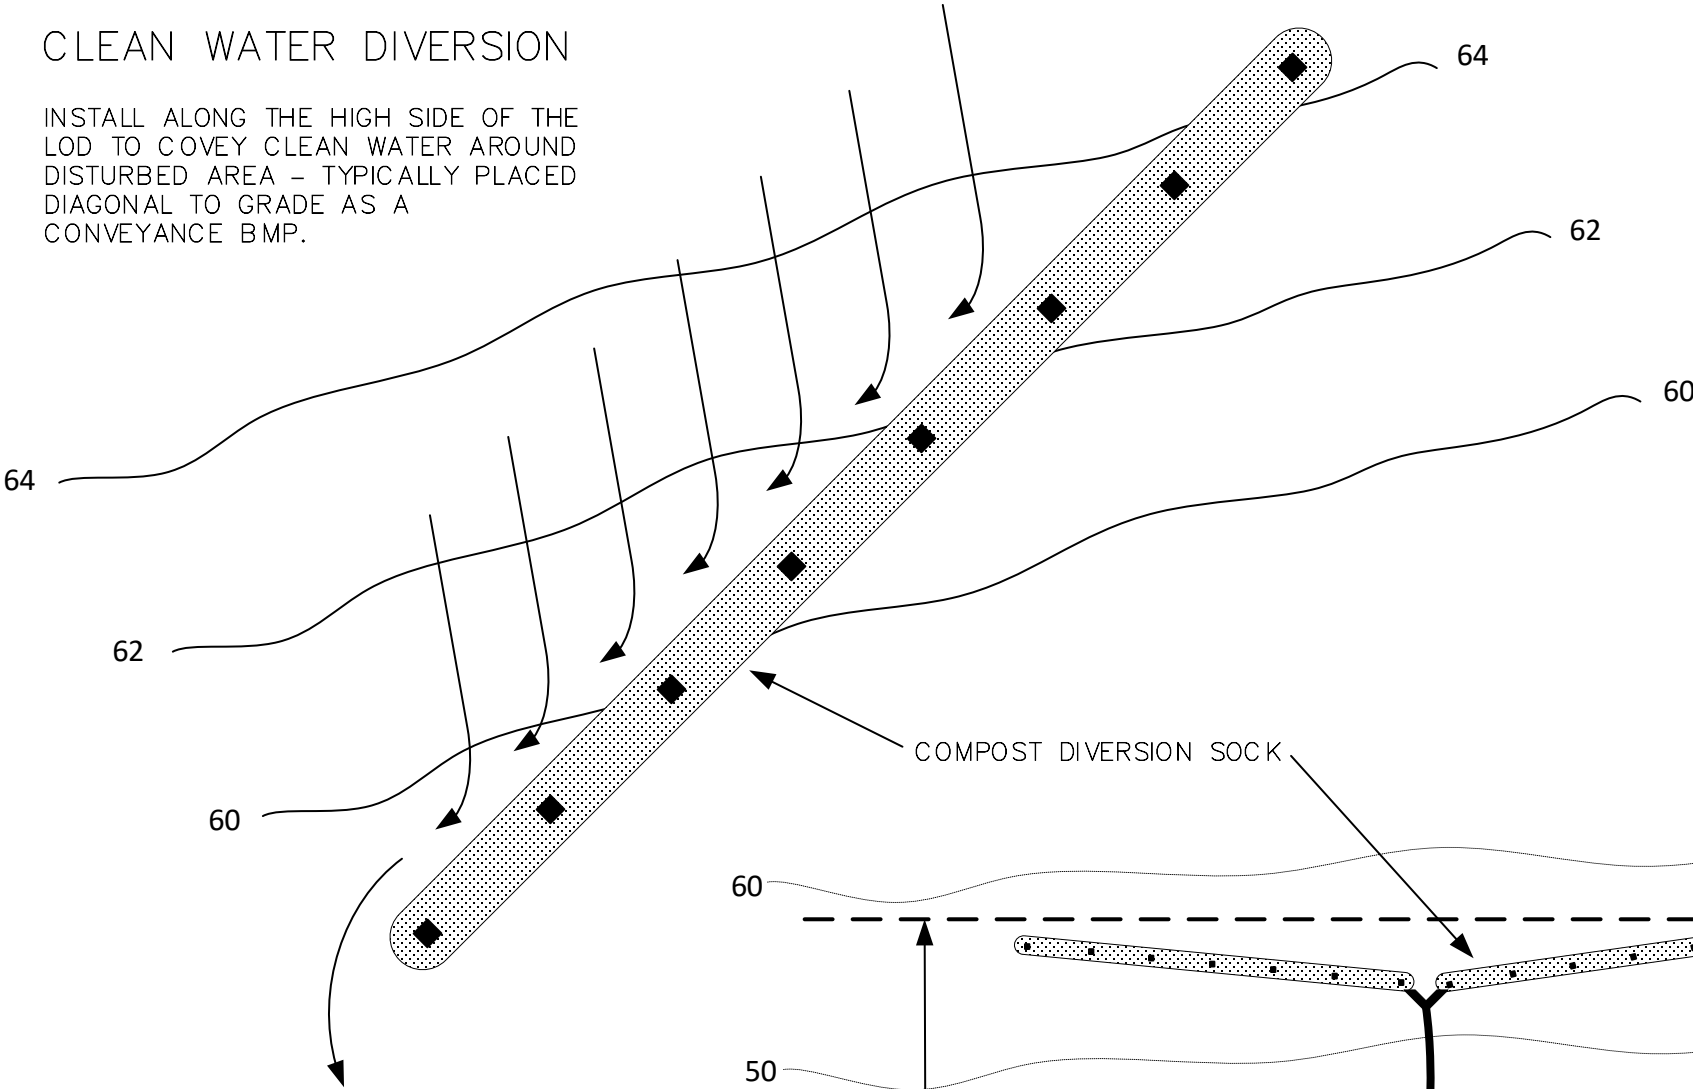 CLEAN WATER DIVERSION
INSTALL ALONG THE HIGH SIDE OF THE
LOD TO COVEY CLEAN WATER AROUND
DISTURBED AREA – TYPICALLY PLACED
DIAGONAL TO GRADE AS A
CONVEYANCE BMP.
64
62
60
64
62
60
COMPOST DIVERSION SOCK
60
50